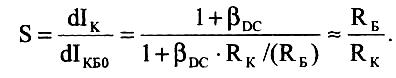 S = dI_К / dI_КБ0 = (1 + β_DC) / (1 + β_DC · R_К /(R_Б)) ≈ R_Б / R_К.